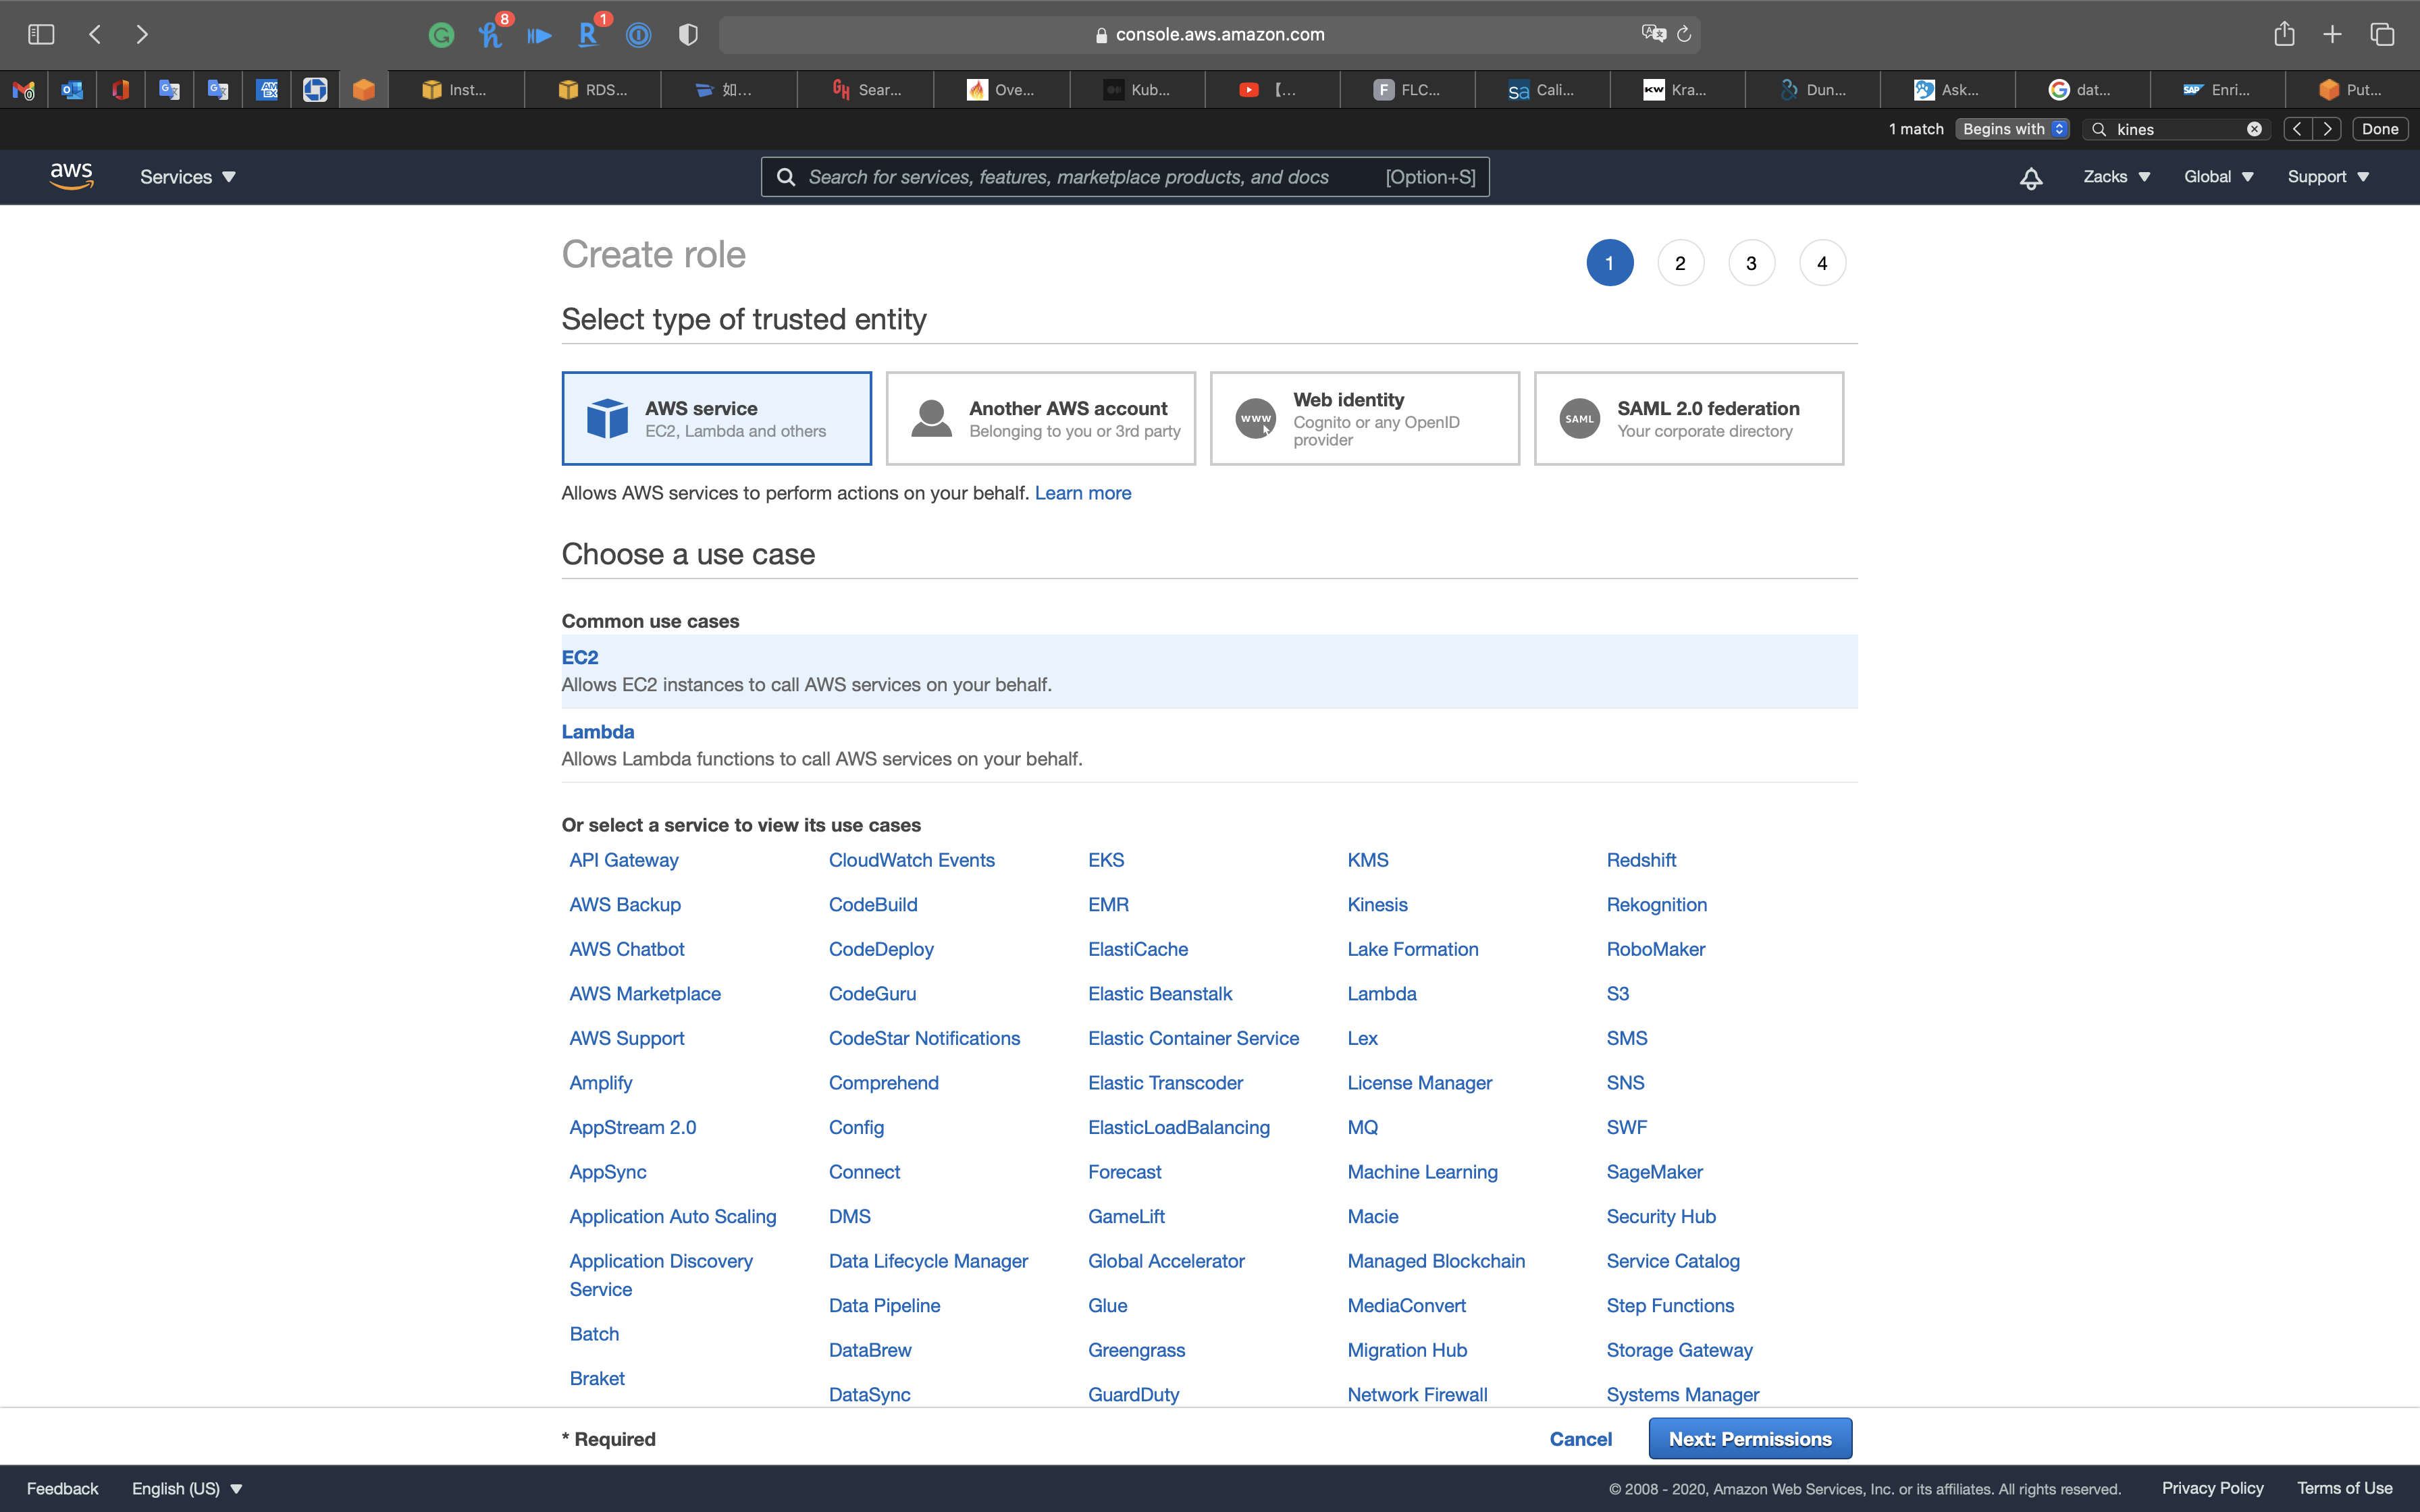 8
1
console.aws.amazon.com
Inst...
RDS...
如...
Sear...
Ove...
Kub...
【...
FLC...
Cali...
Kra...
Dun...
Ask...
dat...
Enri...
Put...
1 match
Begins with
kines
Done
aws
Services
Search for services, features, marketplace products, and docs
[Option+S]
Zacks
Global
Support
Create role
1
2
3
4
Select type of trusted entity
AWS service
EC2, Lambda and others
Another AWS account
Belonging to you or 3rd party
www
Web identity
Cognito or any OpenID
provider
SAML
SAML 2.0 federation
Your corporate directory
Allows AWS services to perform actions on your behalf. Learn more
Choose a use case
Common use cases
EC2
Allows EC2 instances to call AWS services on your behalf.
Lambda
Allows Lambda functions to call AWS services on your behalf.
Or select a service to view its use cases
API Gateway
AWS Backup
AWS Chatbot
AWS Marketplace
AWS Support
Amplify
AppStream 2.0
AppSync
Application Auto Scaling
Application Discovery
Service
Batch
Braket
CloudWatch Events
CodeBuild
CodeDeploy
CodeGuru
CodeStar Notifications
Comprehend
Config
Connect
DMS
Data Lifecycle Manager
Data Pipeline
DataBrew
DataSync
EKS
EMR
ElastiCache
Elastic Beanstalk
Elastic Container Service
Elastic Transcoder
ElasticLoadBalancing
Forecast
GameLift
Global Accelerator
Glue
Greengrass
GuardDuty
KMS
Kinesis
Lake Formation
Lambda
Lex
License Manager
MQ
Machine Learning
Macie
Managed Blockchain
MediaConvert
Migration Hub
Network Firewall
Redshift
Rekognition
RoboMaker
S3
SMS
SNS
SWF
SageMaker
Security Hub
Service Catalog
Step Functions
Storage Gateway
Systems Manager
* Required
Cancel
Next: Permissions
Feedback
English (US)
© 2008 - 2020, Amazon Web Services, Inc. or its affiliates. All rights reserved.
Privacy Policy
Terms of Use